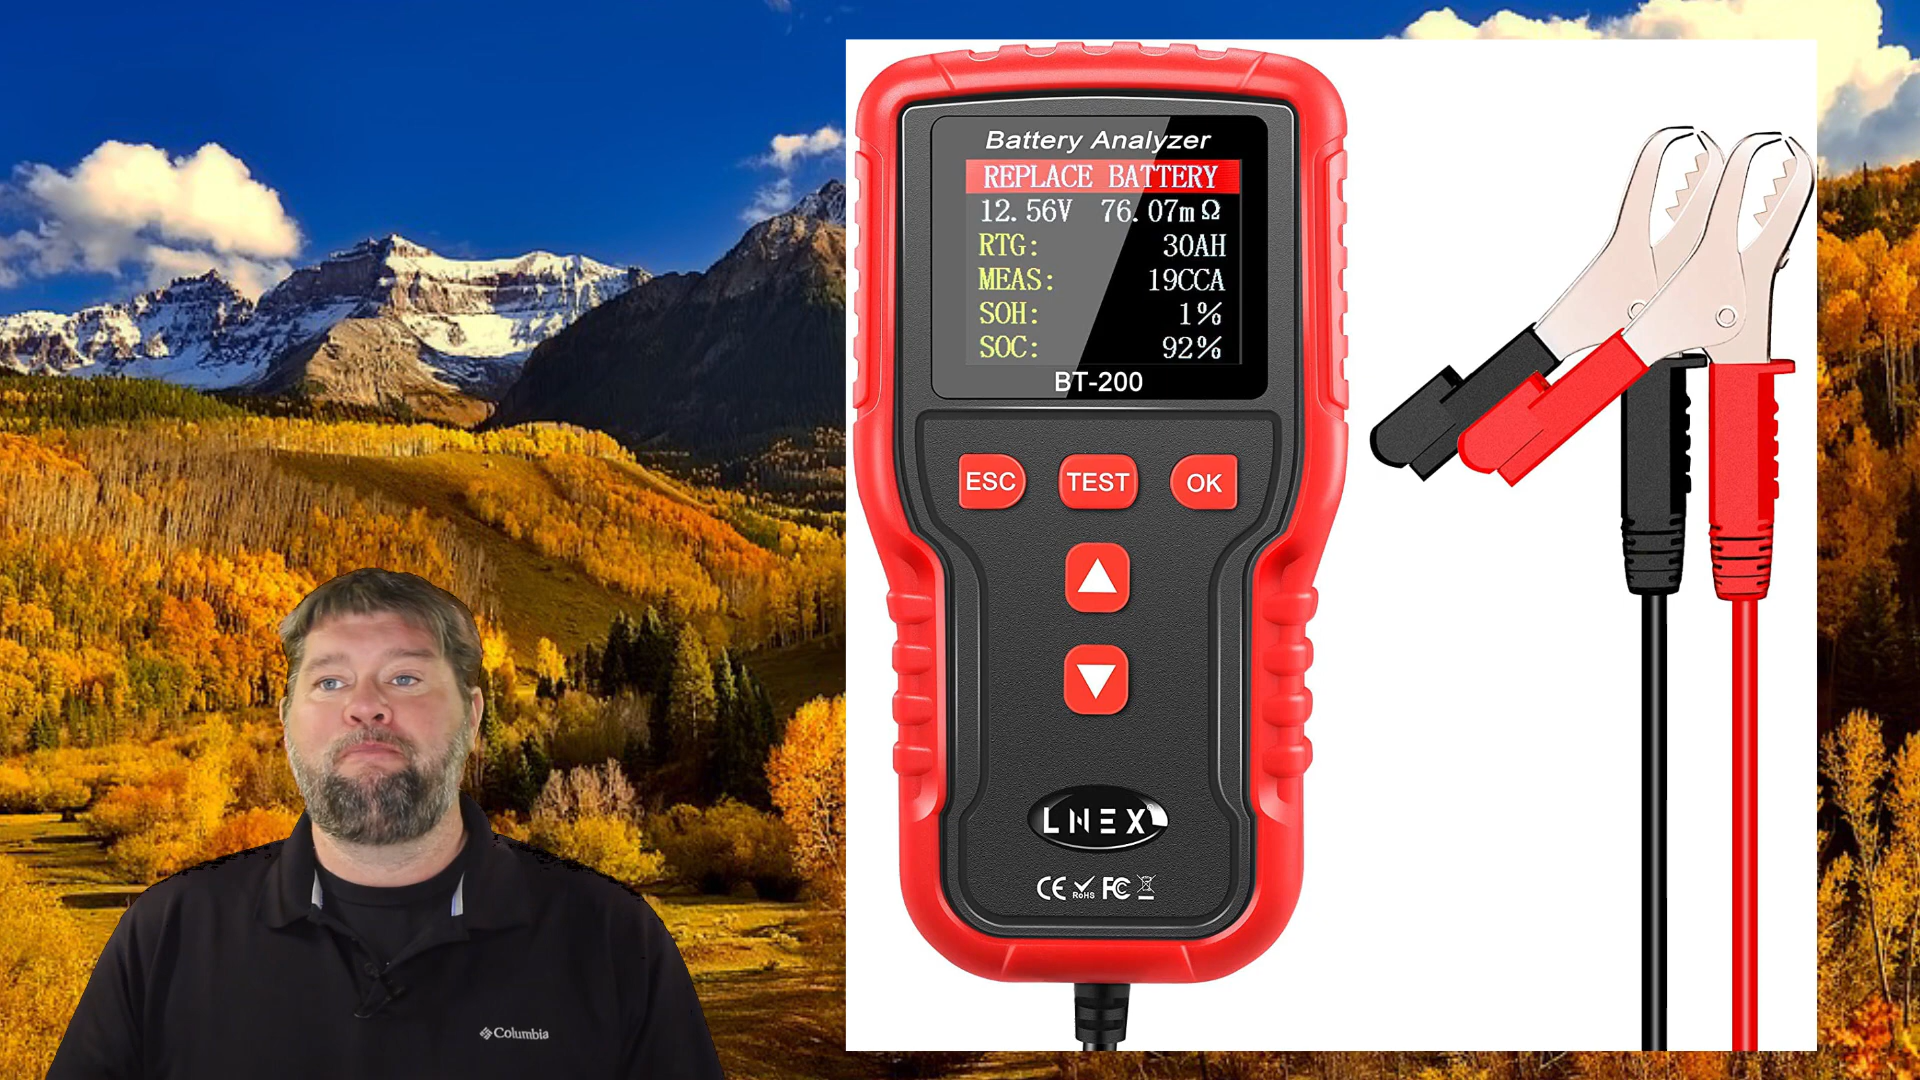 Battery Analyzer
REPLACE BATTERY
12.56V 76.07mΩ
RTG: 30AH
MEAS: 19CCA
SOH: 1%
SOC: 92%
BT-200
ESC TEST OK
LNEX
CE RoHS FC
Columbia